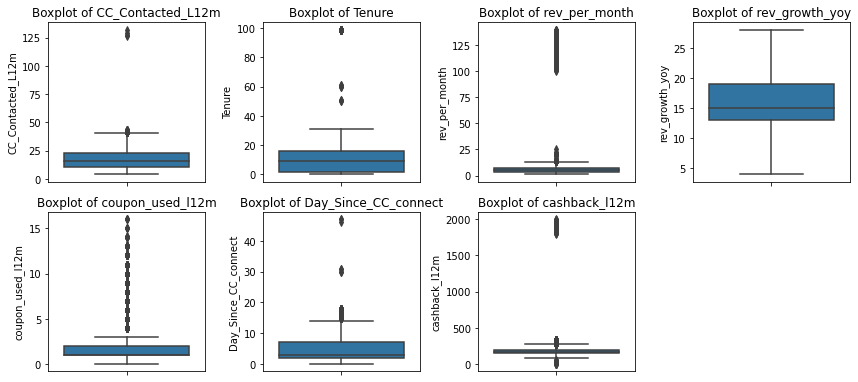 Boxplot of CC_Contacted_L12m
CC_Contacted_L12m
125
100
75
50
25
0
Boxplot of Tenure
Tenure
100
80
60
40
20
0
Boxplot of rev_per_month
rev_per_month
125
100
75
50
25
0
Boxplot of rev_growth_yoy
rev_growth_yoy
25
20
15
10
5
Boxplot of coupon_used_l12m
coupon_used_l12m
15
10
5
0
Boxplot of Day_Since_CC_connect
Day_Since_CC_connect
40
30
20
10
0
Boxplot of cashback_l12m
cashback_l12m
2000
1500
1000
500
0